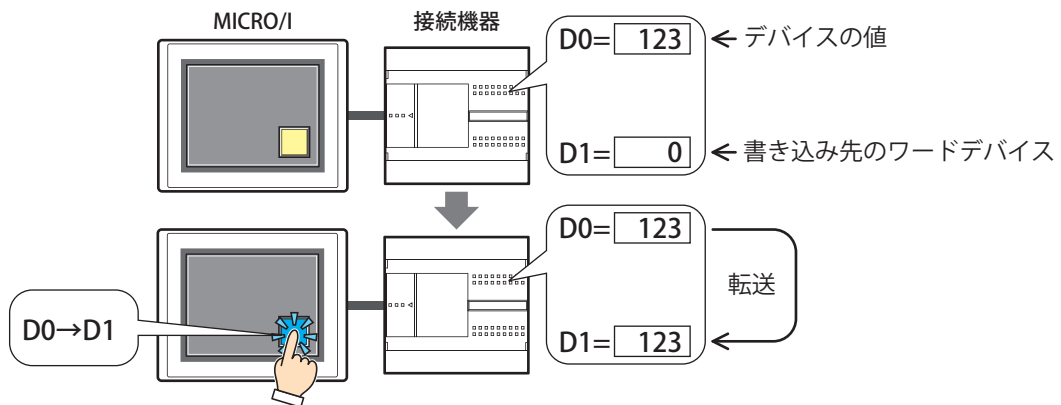 MICRO/I
接続機器
D0= 123
デバイスの値
D1= 0
書き込み先のワードデバイス
D0→D1
D0= 123
転送
D1= 123